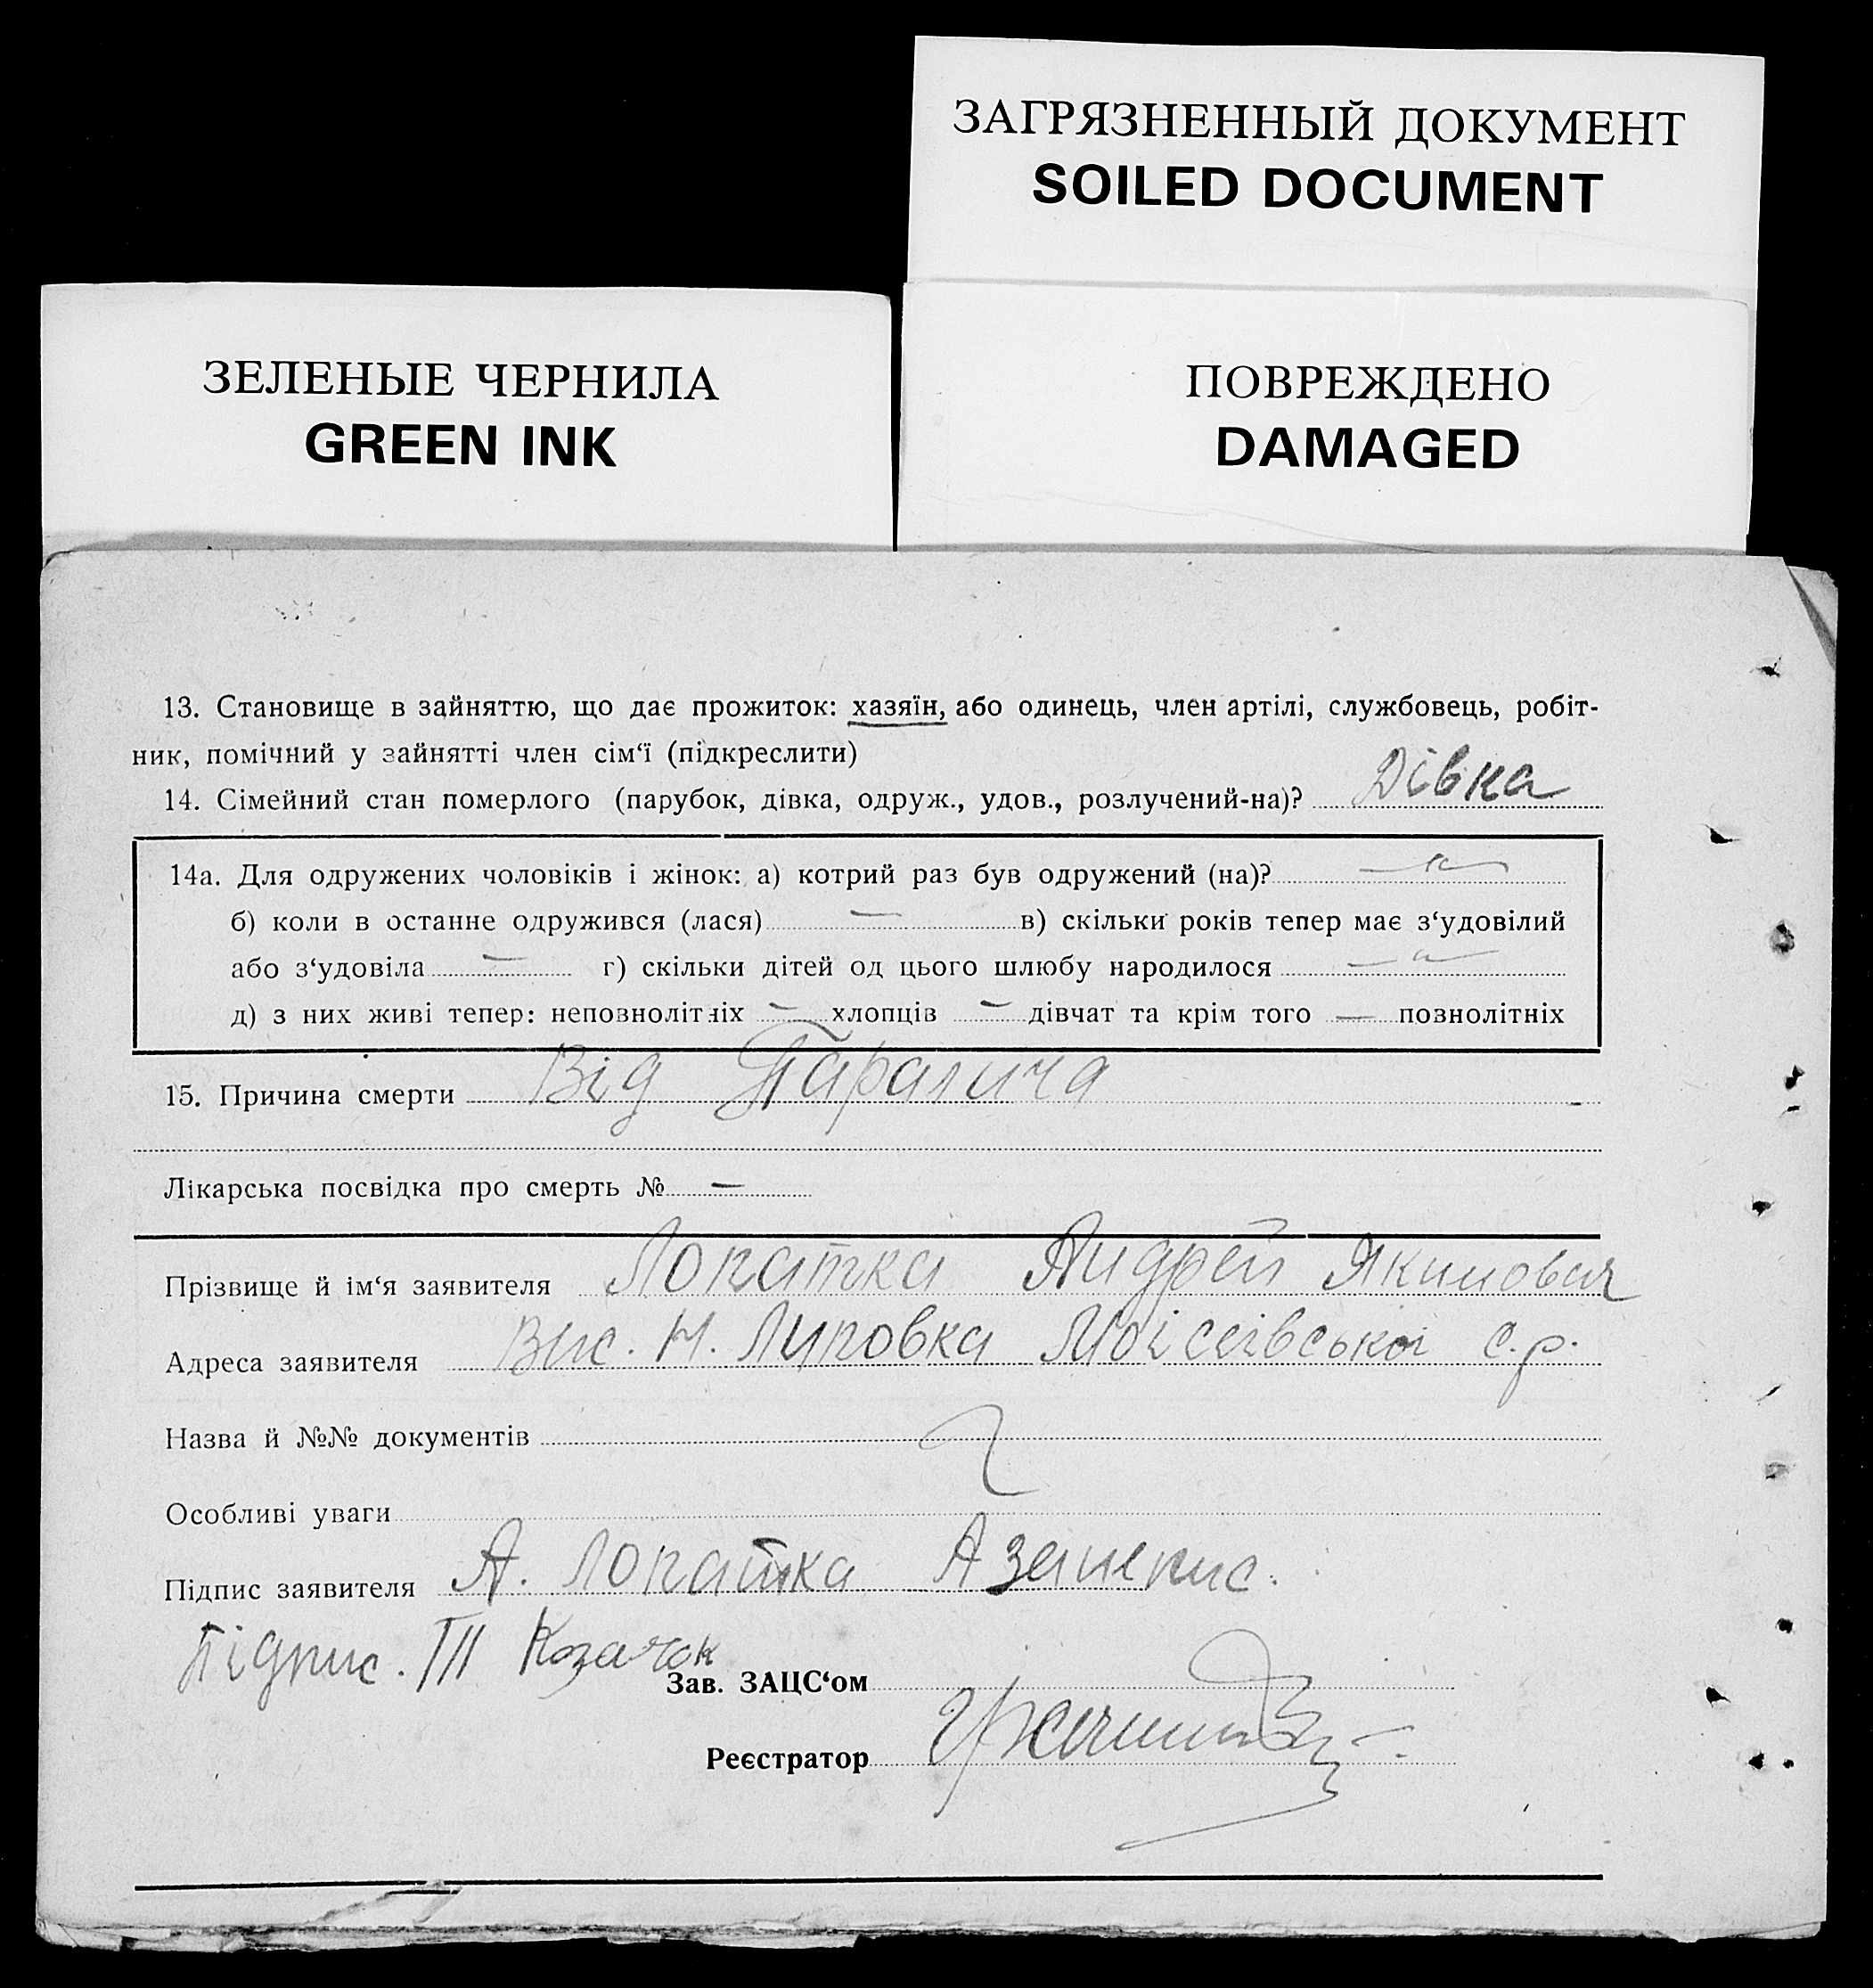 ЗАГРЯЗНЕННЫЙ ДОКУМЕНТ
SOILED DOCUMENT
ЗЕЛЕНЫЕ ЧЕРНИЛА
GREEN INK
ПОВРЕЖДЕНО
DAMAGED
13. Становище в зайняттю, що дає прожиток: хазяїн, або одинець, член артілі, службовець, робіт-
ник, помічний у зайнятті член сім‘ї (підкреслити)
14. Сімейний стан померлого (парубок, дівка, одруж., удов., розлучений-на)? Дівка
14а. Для одружених чоловіків і жінок: а) котрий раз був одружений (на)? —"—
б) коли в останне одружився (лася) — в) скільки років тепер має з‘удовілий
або з‘удовіла — г) скільки дітей од цього шлюбу народилося —"—
д) з них живі тепер: неповнолітніх — хлопців — дівчат та крім того — повнолітніх
15. Причина смерти Від Паралича
Лікарська посвідка про смерть № —
Прізвище й ім‘я заявителя Лопатка Андрей Якимович
Адреса заявителя Вис. Н. Липовка Моісеівськоі с.р.
Назва й №№ документів
Особливі уваги
Підпис заявителя А. Лопатка
Підпис. Козачок
Зав. ЗАЦС‘ом
Реєстратор